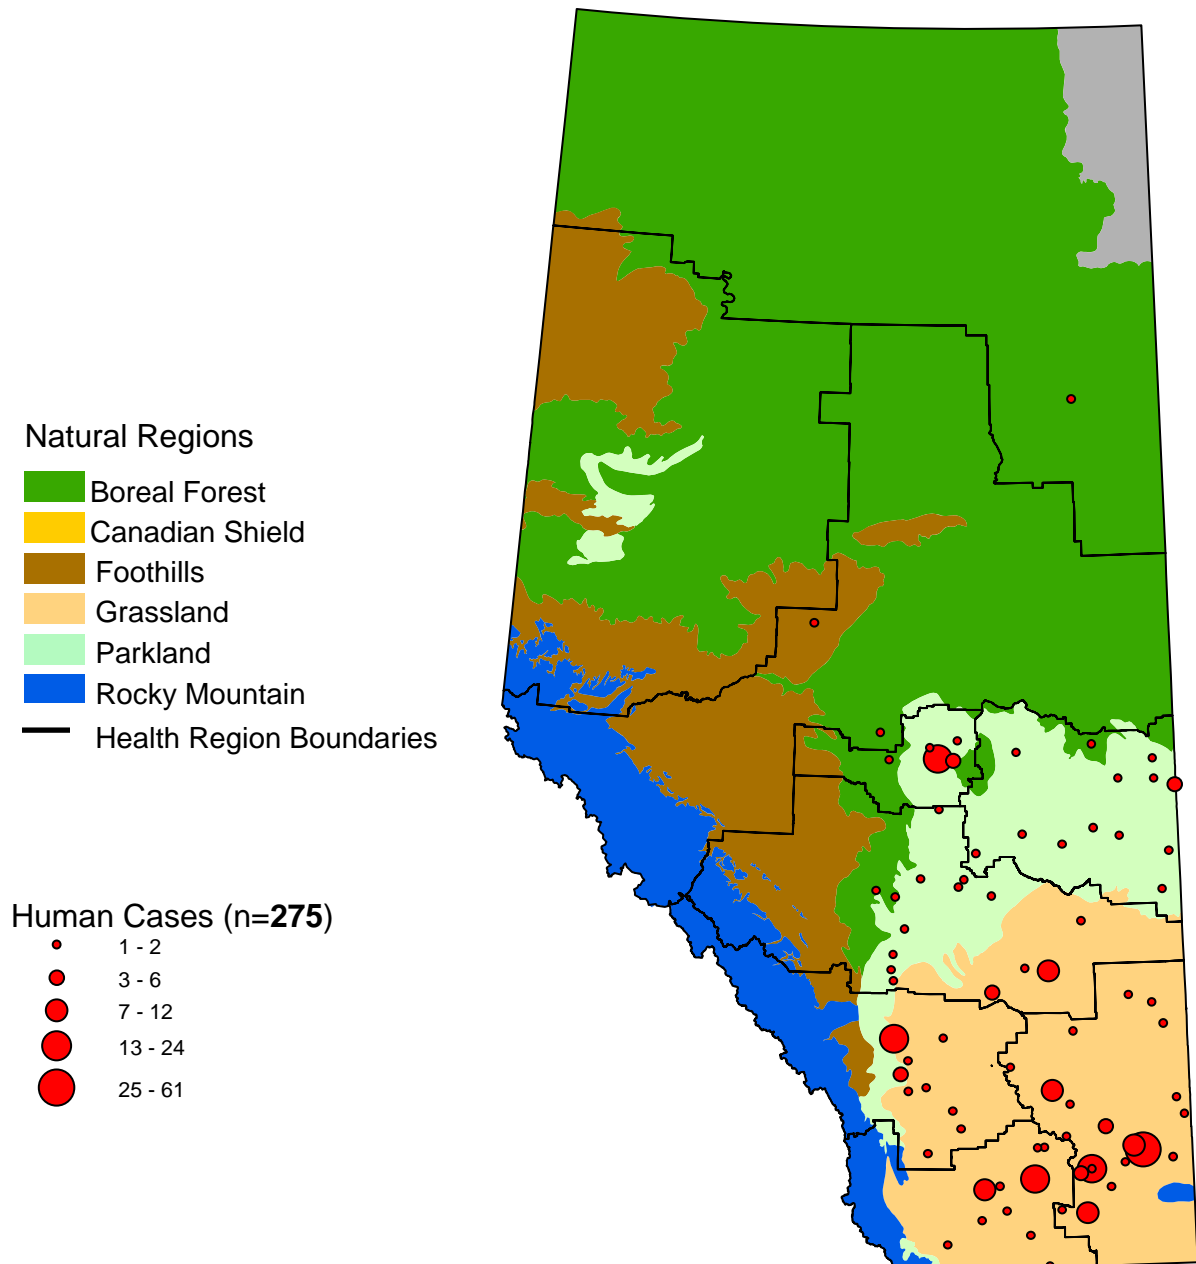 Natural Regions
Boreal Forest
Canadian Shield
Foothills
Grassland
Parkland
Rocky Mountain
Health Region Boundaries
Human Cases (n=275)
1 - 2
3 - 6
7 - 12
13 - 24
25 - 61